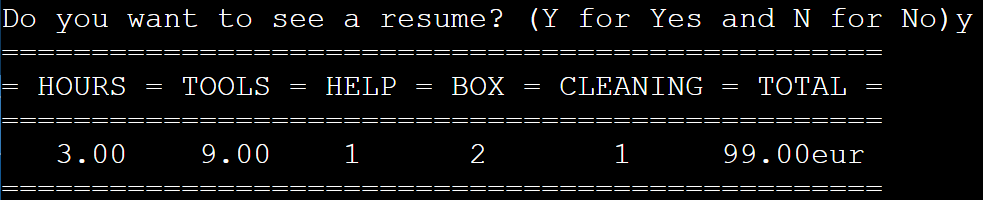 Do you want to see a resume? (Y for Yes and N for No)y
=================================================
= HOURS = TOOLS = HELP = BOX = CLEANING = TOTAL =
=================================================
   3.00    9.00    1      2       1     99.00eur
=================================================